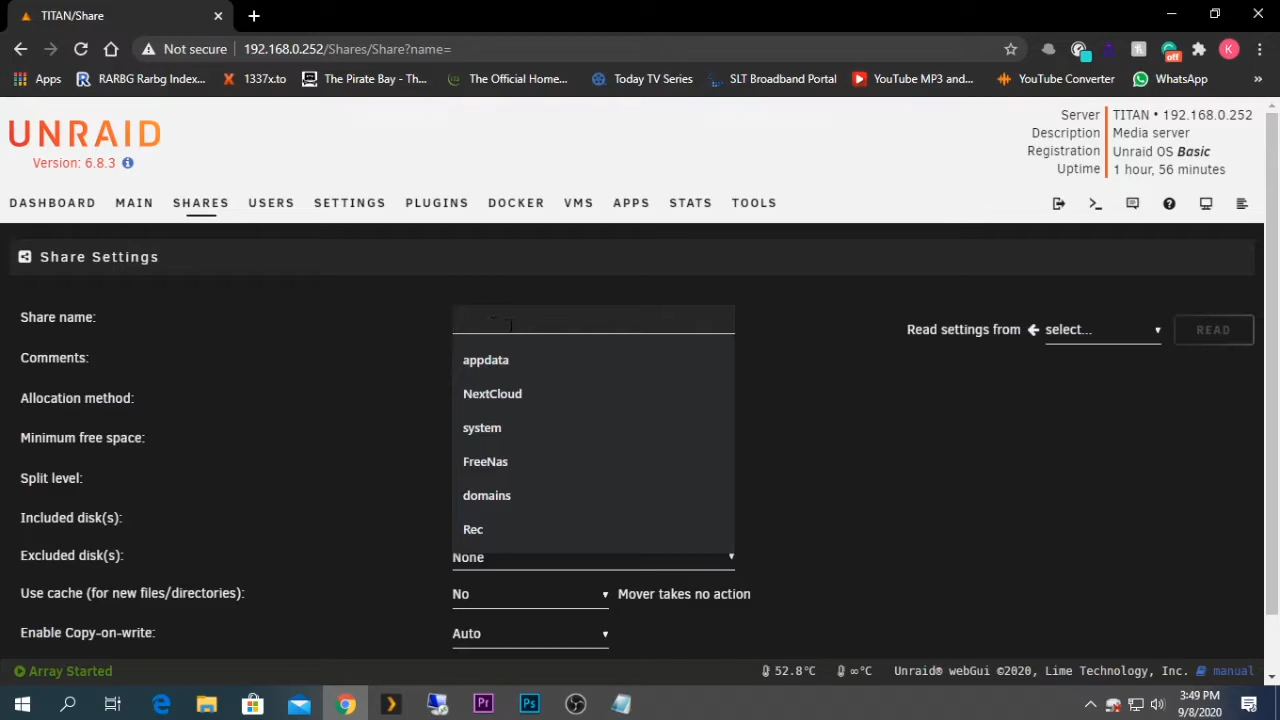 TITAN/Share
Not secure 192.168.0.252/Shares/Share?name=
K
Apps RARBG Rarbg Index... 1337x.to The Pirate Bay - Th... The Official Home... Today TV Series SLT Broadband Portal YouTube MP3 and... YouTube Converter WhatsApp »
off
UNRAID
Version: 6.8.3
Server TITAN • 192.168.0.252
Description Media server
Registration Unraid OS Basic
Uptime 1 hour, 56 minutes
DASHBOARD MAIN SHARES USERS SETTINGS PLUGINS DOCKER VMS APPS STATS TOOLS
Share Settings
Share name:
Read settings from select... READ
Comments:
appdata
Allocation method:
NextCloud
Minimum free space:
system
Split level:
FreeNas
Included disk(s):
domains
Rec
Excluded disk(s): None
Use cache (for new files/directories): No Mover takes no action
Enable Copy-on-write: Auto
Array Started 52.8°C ∞°C Unraid® webGui ©2020, Lime Technology, Inc. manual
Pr Ps
3:49 PM
9/8/2020